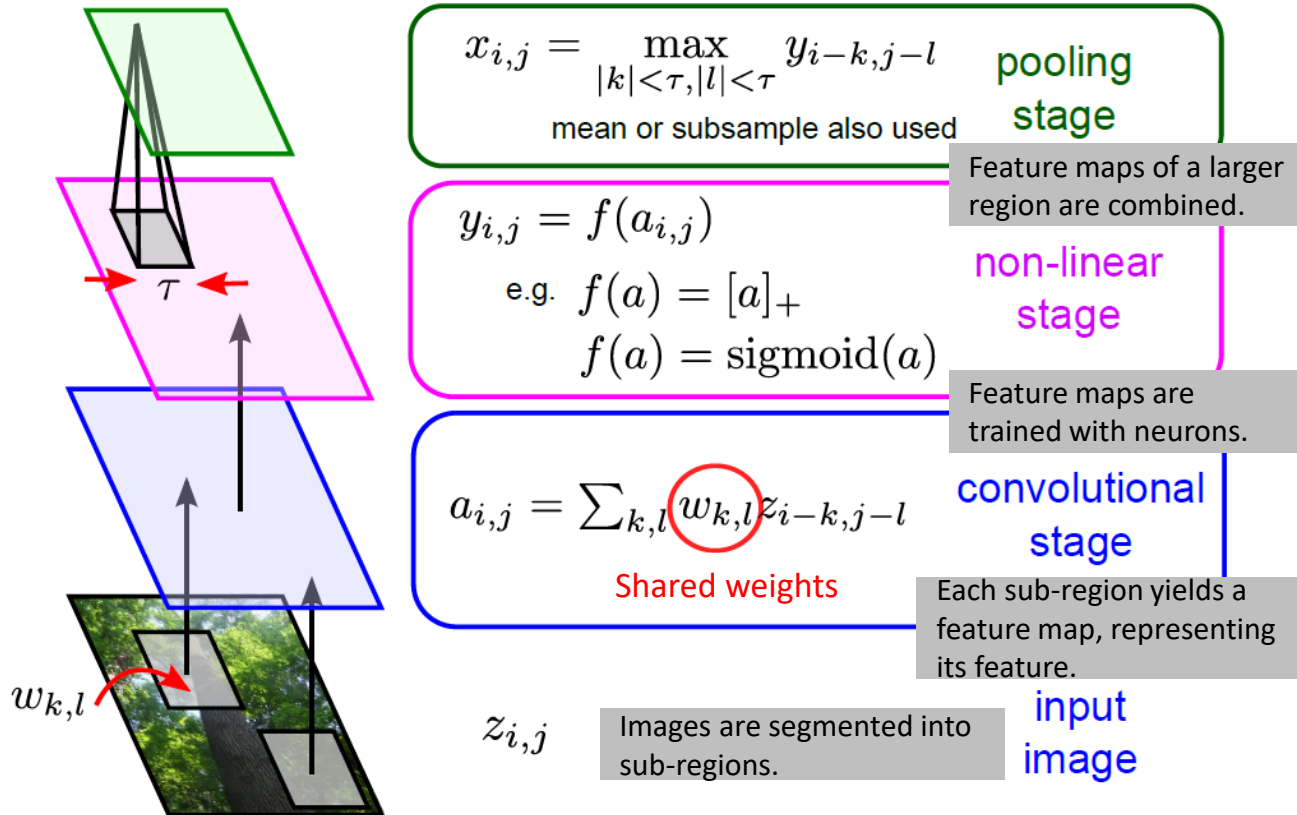 x_{i,j} = max_{|k|<τ,|l|<τ} y_{i-k,j-l}
mean or subsample also used
pooling
stage
Feature maps of a larger
region are combined.
y_{i,j} = f(a_{i,j})
e.g. f(a) = [a]_+
f(a) = sigmoid(a)
non-linear
stage
τ
Feature maps are
trained with neurons.
a_{i,j} = ∑_{k,l} w_{k,l} z_{i-k,j-l}
Shared weights
convolutional
stage
Each sub-region yields a
feature map, representing
its feature.
w_{k,l}
z_{i,j}
Images are segmented into
sub-regions.
input
image